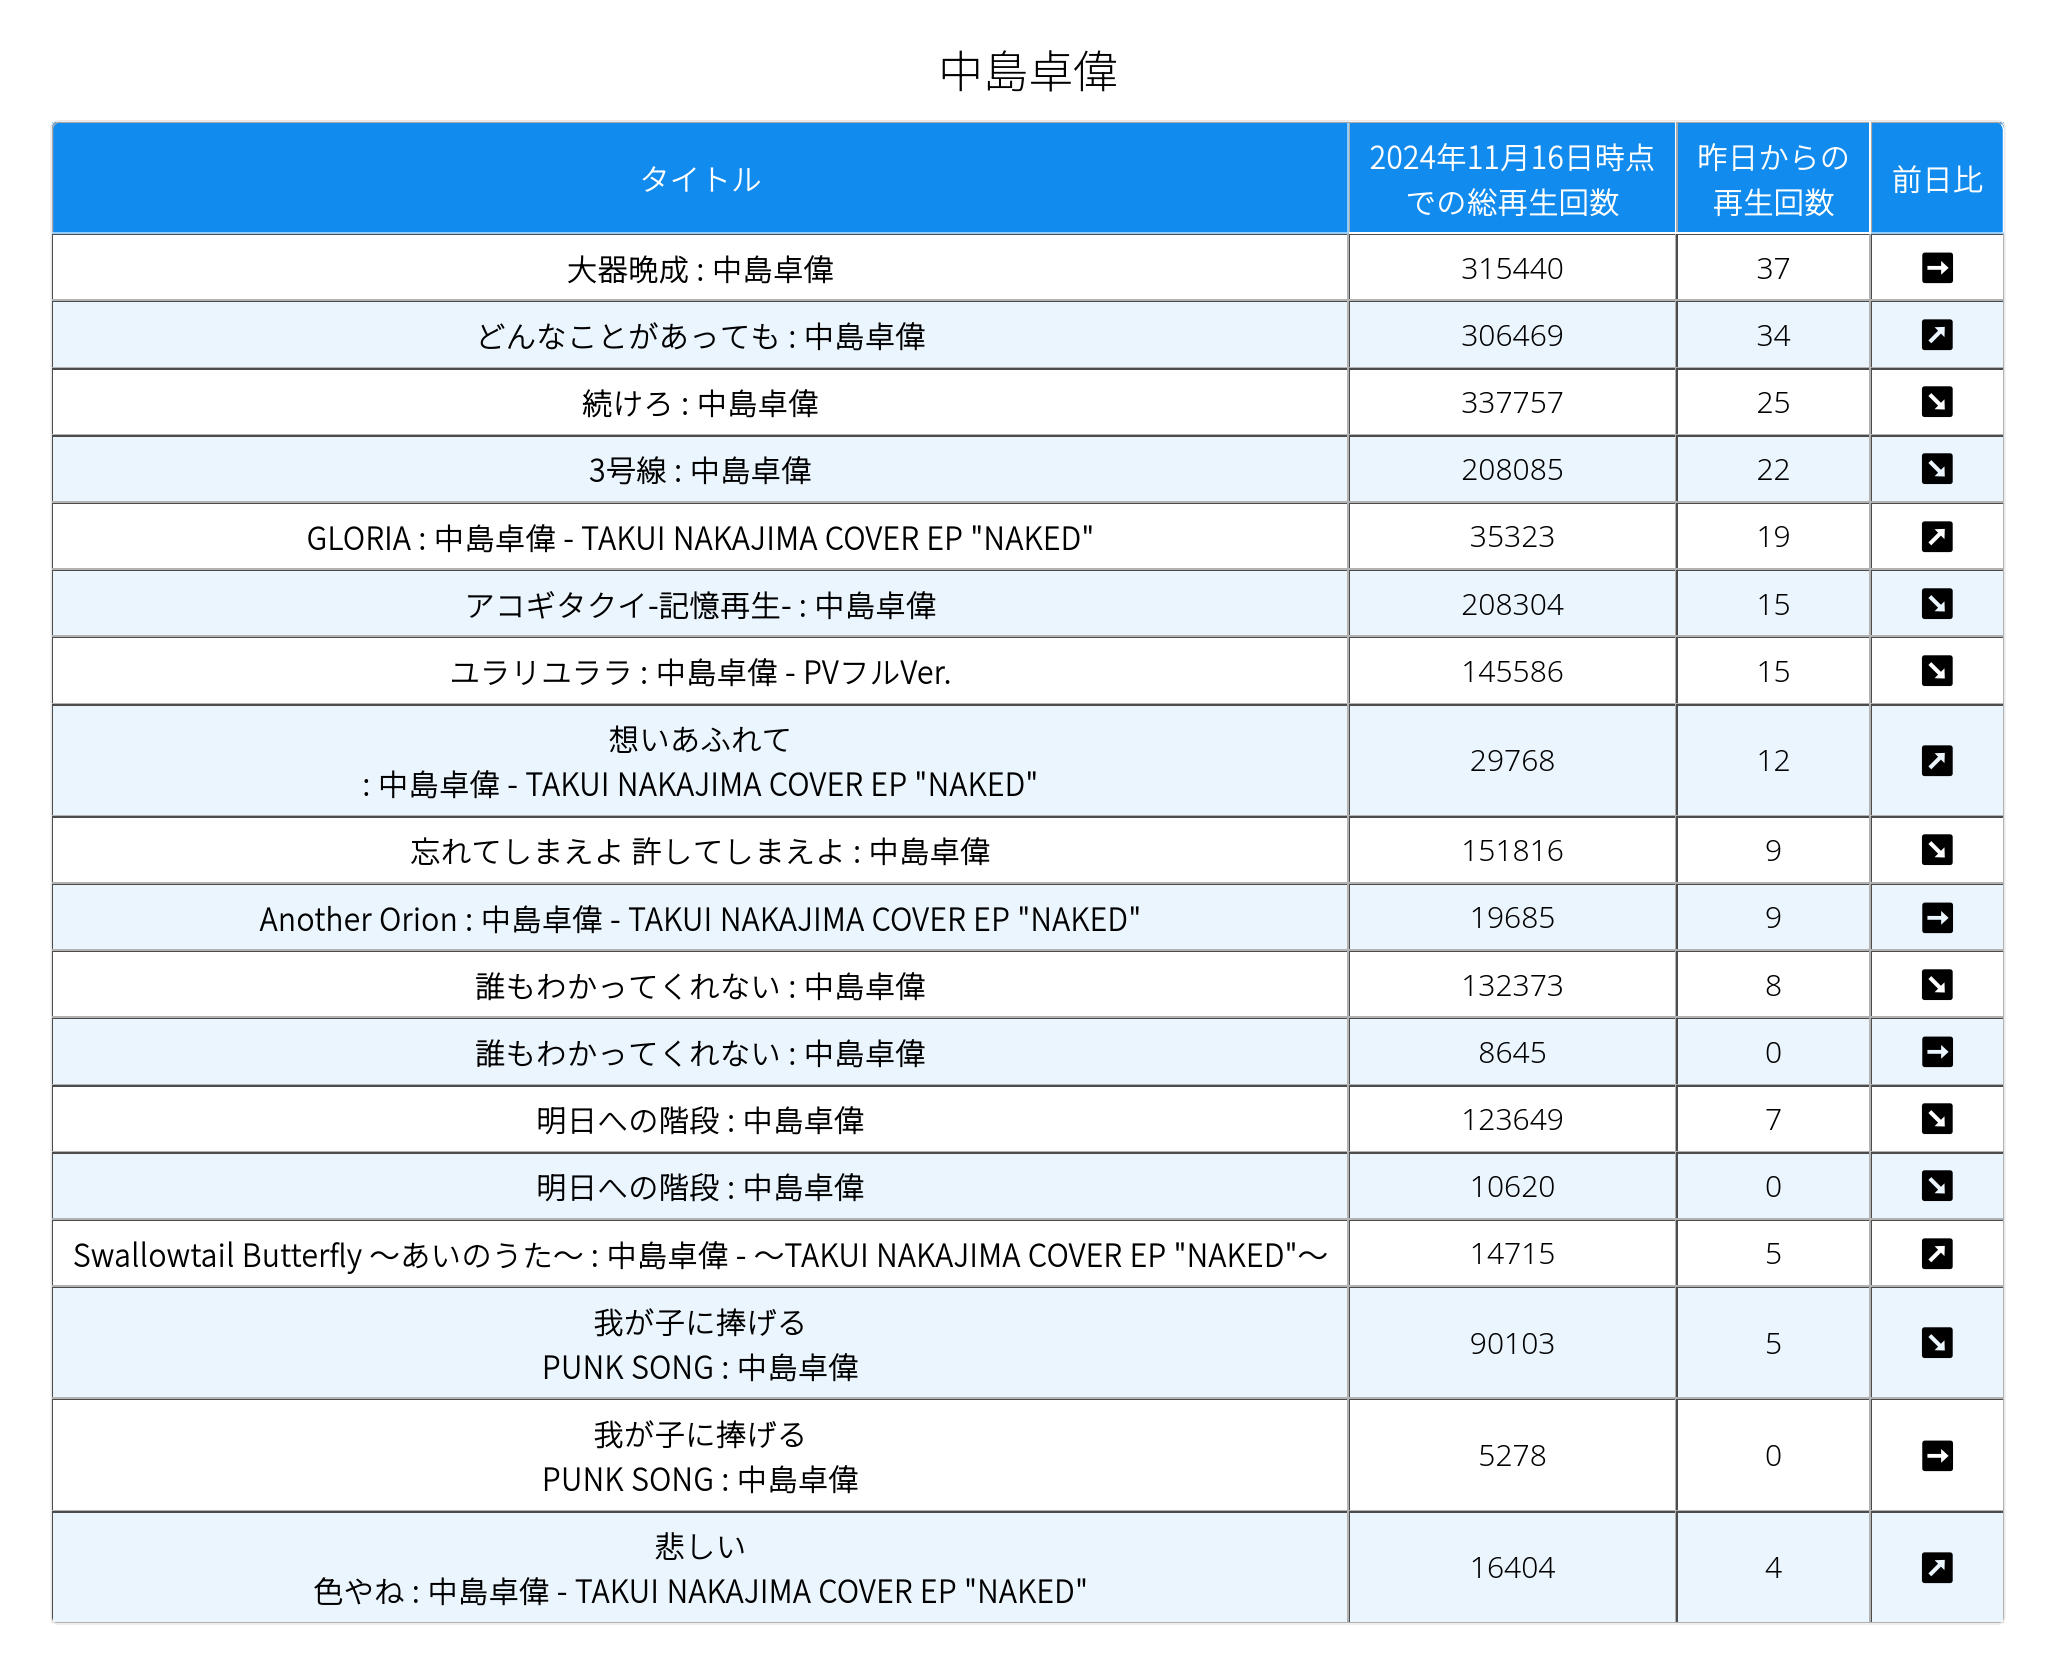 中島卓偉
タイトル
2024年11月16日時点
での総再生回数
昨日からの
再生回数
前日比
大器晩成 : 中島卓偉 315440 37 ➡
どんなことがあっても : 中島卓偉 306469 34 ↗
続けろ : 中島卓偉 337757 25 ↘
3号線 : 中島卓偉 208085 22 ↘
GLORIA : 中島卓偉 - TAKUI NAKAJIMA COVER EP "NAKED" 35323 19 ↗
アコギタクイ-記憶再生- : 中島卓偉 208304 15 ↘
ユラリユララ : 中島卓偉 - PVフルVer. 145586 15 ↘
想いあふれて
: 中島卓偉 - TAKUI NAKAJIMA COVER EP "NAKED" 29768 12 ↗
忘れてしまえよ 許してしまえよ : 中島卓偉 151816 9 ↘
Another Orion : 中島卓偉 - TAKUI NAKAJIMA COVER EP "NAKED" 19685 9 ➡
誰もわかってくれない : 中島卓偉 132373 8 ↘
誰もわかってくれない : 中島卓偉 8645 0 ➡
明日への階段 : 中島卓偉 123649 7 ↘
明日への階段 : 中島卓偉 10620 0 ↘
Swallowtail Butterfly 〜あいのうた〜 : 中島卓偉 - 〜TAKUI NAKAJIMA COVER EP "NAKED"〜 14715 5 ↗
我が子に捧げる
PUNK SONG : 中島卓偉 90103 5 ↘
我が子に捧げる
PUNK SONG : 中島卓偉 5278 0 ➡
悲しい
色やね : 中島卓偉 - TAKUI NAKAJIMA COVER EP "NAKED" 16404 4 ↗